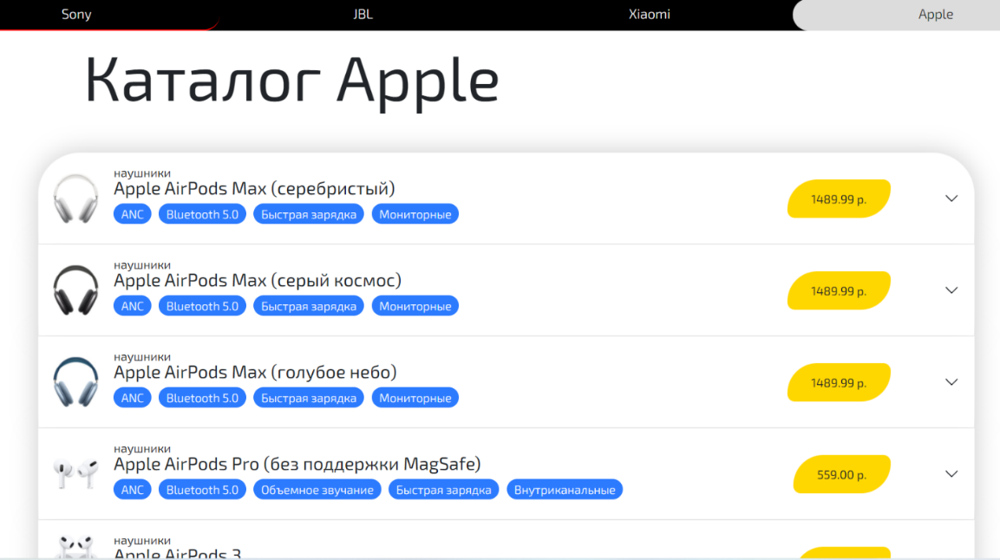 Sony JBL Xiaomi Apple
Каталог Apple
наушники
Apple AirPods Max (серебристый)
1489.99 р.
ANC Bluetooth 5.0 Быстрая зарядка Мониторные
наушники
Apple AirPods Max (серый космос)
1489.99 р.
ANC Bluetooth 5.0 Быстрая зарядка Мониторные
наушники
Apple AirPods Max (голубое небо)
1489.99 р.
ANC Bluetooth 5.0 Быстрая зарядка Мониторные
наушники
Apple AirPods Pro (без поддержки MagSafe)
559.00 р.
ANC Bluetooth 5.0 Объемное звучание Быстрая зарядка Внутриканальные
наушники
Apple AirPods 3